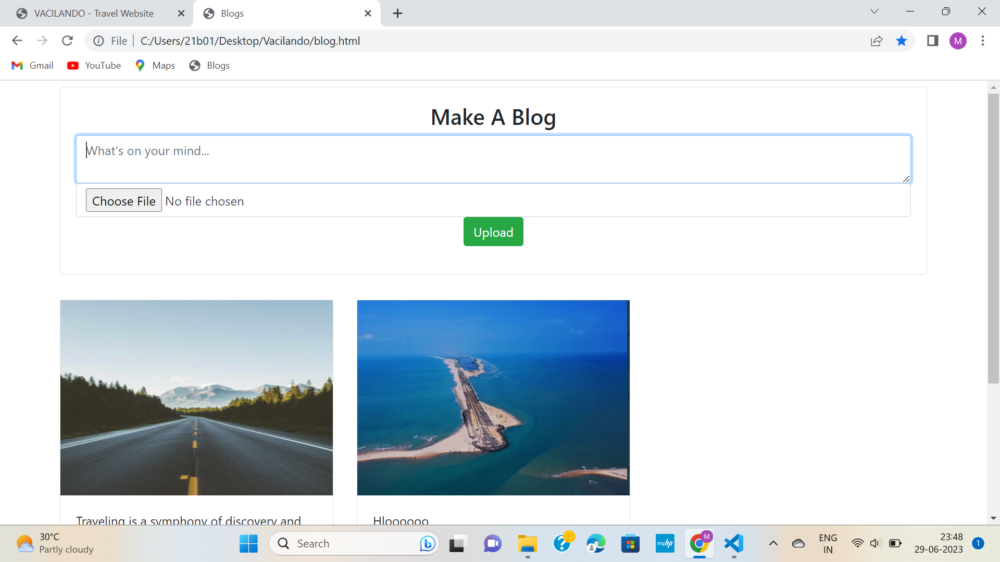 VACILANDO - Travel Website
Blogs
File
C:/Users/21b01/Desktop/Vacilando/blog.html
M
Gmail
YouTube
Maps
Blogs
Make A Blog
What's on your mind...
Choose File No file chosen
Upload
Traveling is a symphony of discovery and
Hloooooo
30°C
Partly cloudy
Search
myhp
M
ENG
IN
23:48
29-06-2023
1